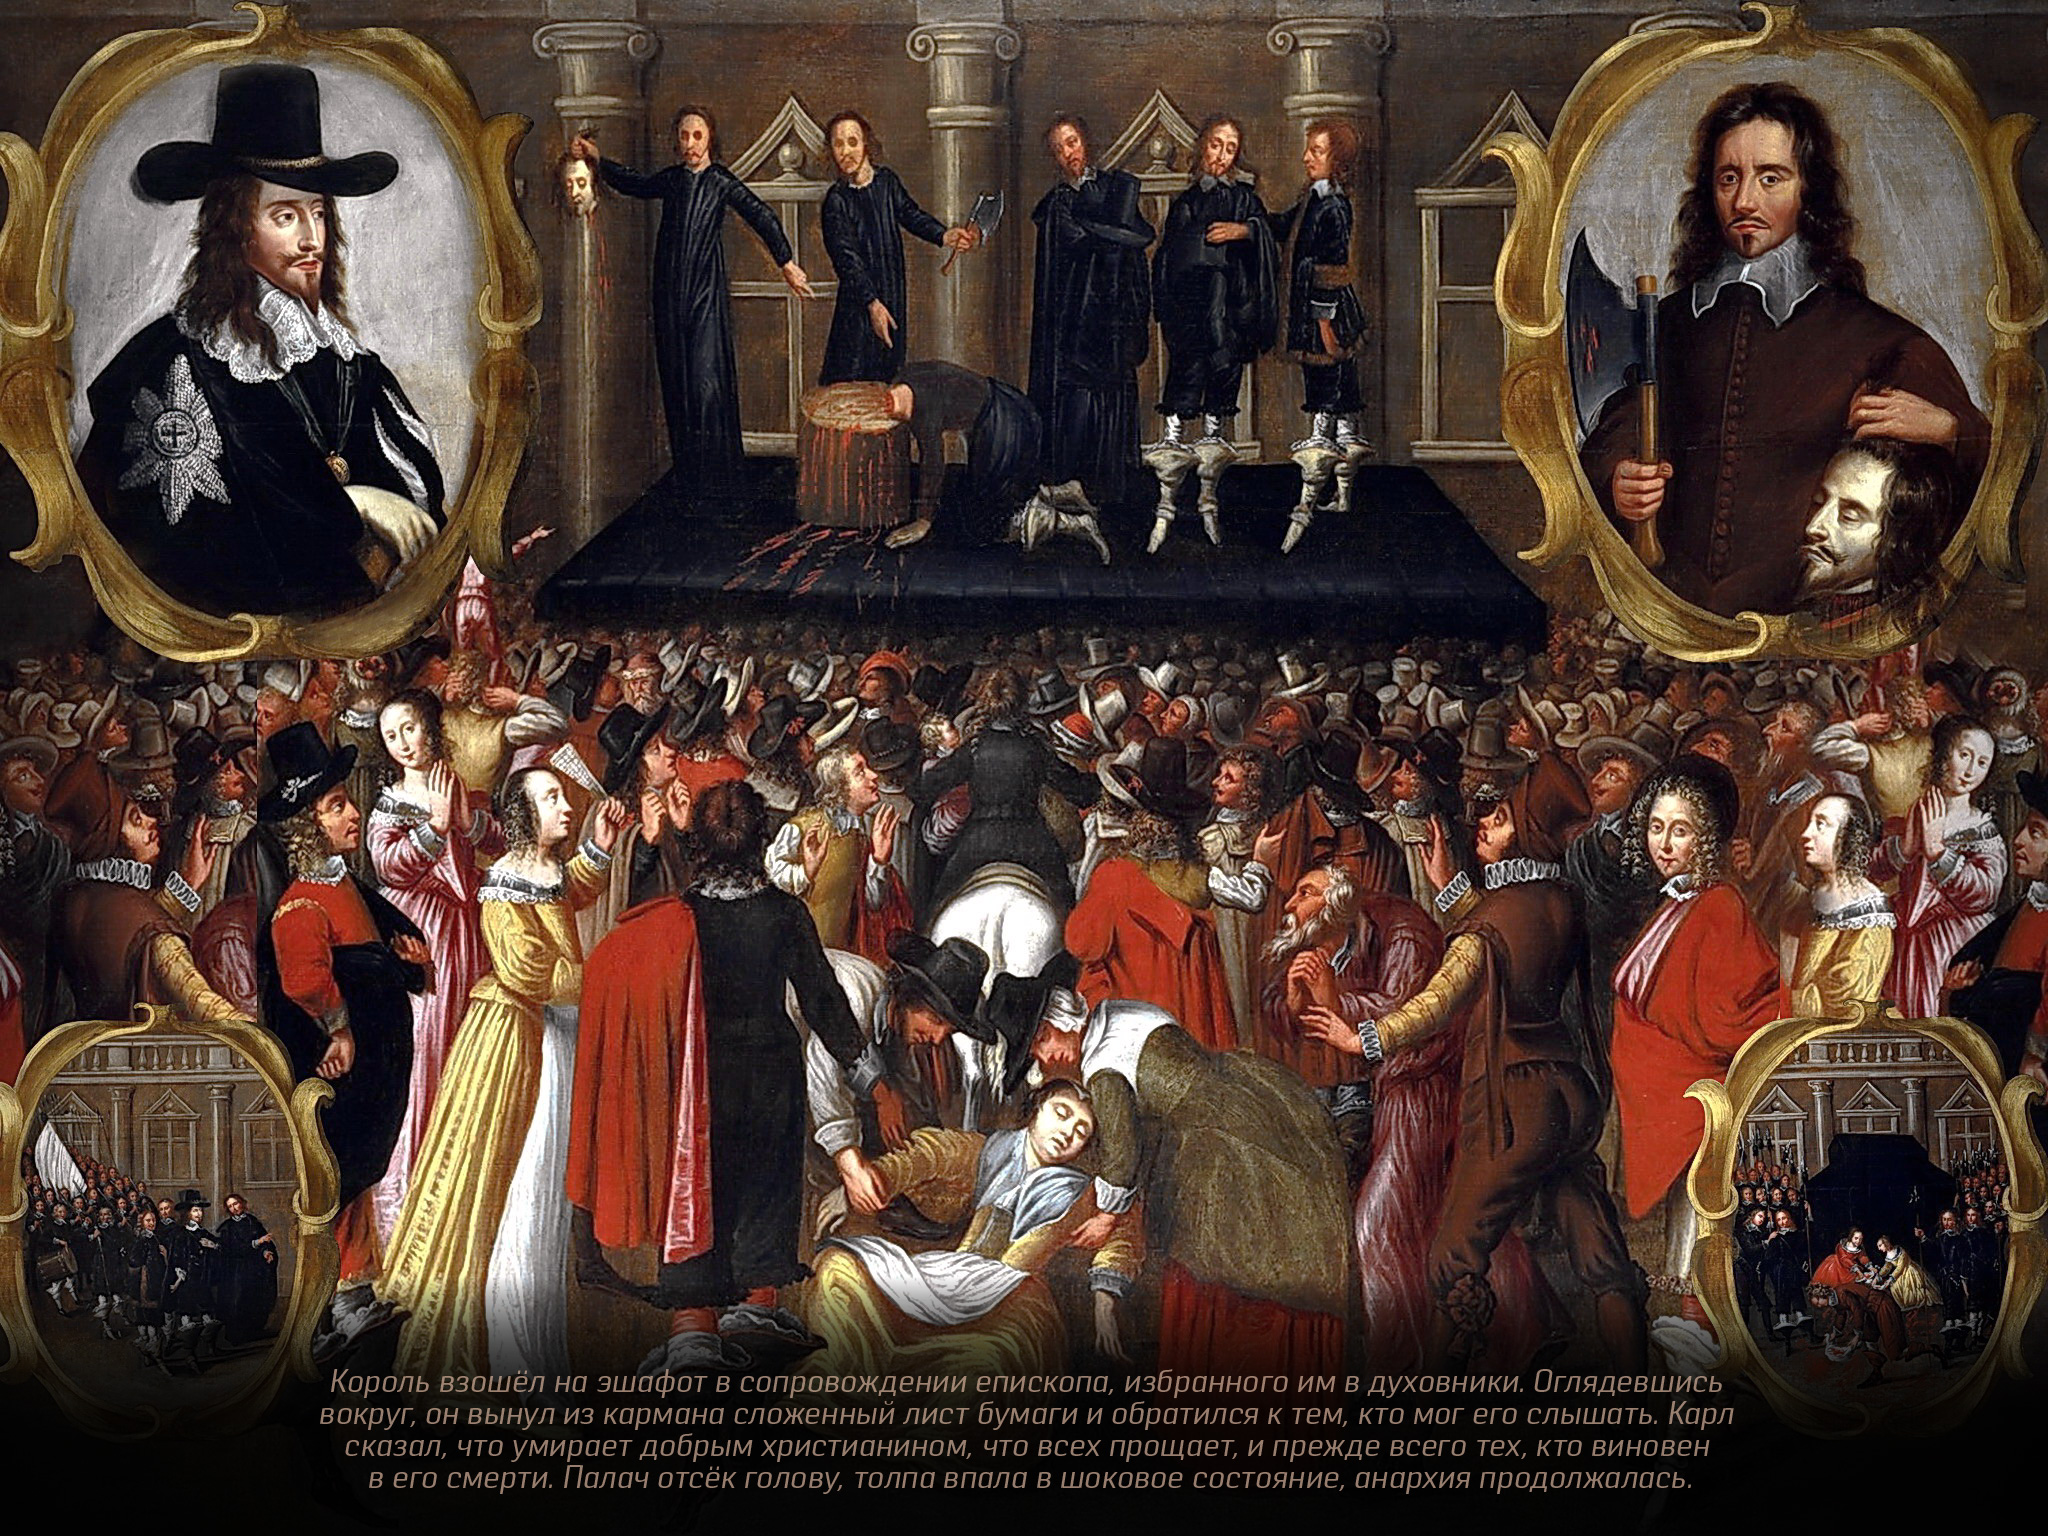 Король взошёл на эшафот в сопровождении епископа, избранного им в духовники. Оглядевшись
вокруг, он вынул из кармана сложенный лист бумаги и обратился к тем, кто мог его слышать. Карл
сказал, что умирает добрым христианином, что всех прощает, и прежде всего тех, кто виновен
в его смерти. Палач отсёк голову, толпа впала в шоковое состояние, анархия продолжалась.